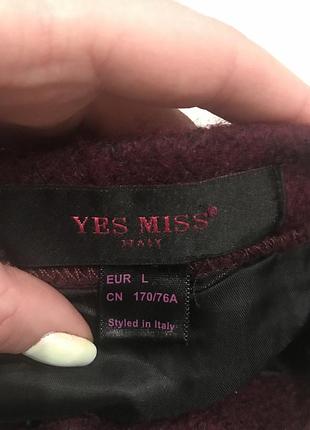 YES MISS®
ITALY
EUR L
CN 170/76A
Styled in Italy